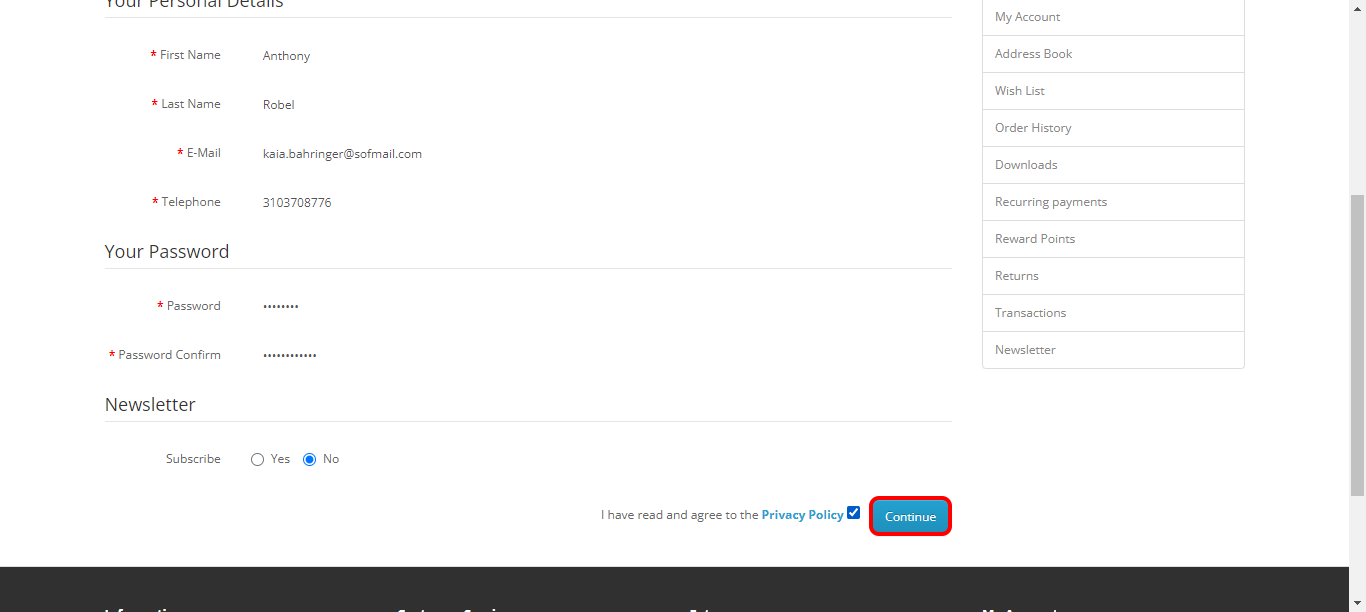 Your Personal Details
* First Name Anthony
* Last Name Robel
* E-Mail kaia.bahringer@sofmail.com
* Telephone 3103708776
Your Password
* Password ••••••••
* Password Confirm ••••••••••••
Newsletter
Subscribe Yes No
I have read and agree to the Privacy Policy Continue
My Account
Address Book
Wish List
Order History
Downloads
Recurring payments
Reward Points
Returns
Transactions
Newsletter